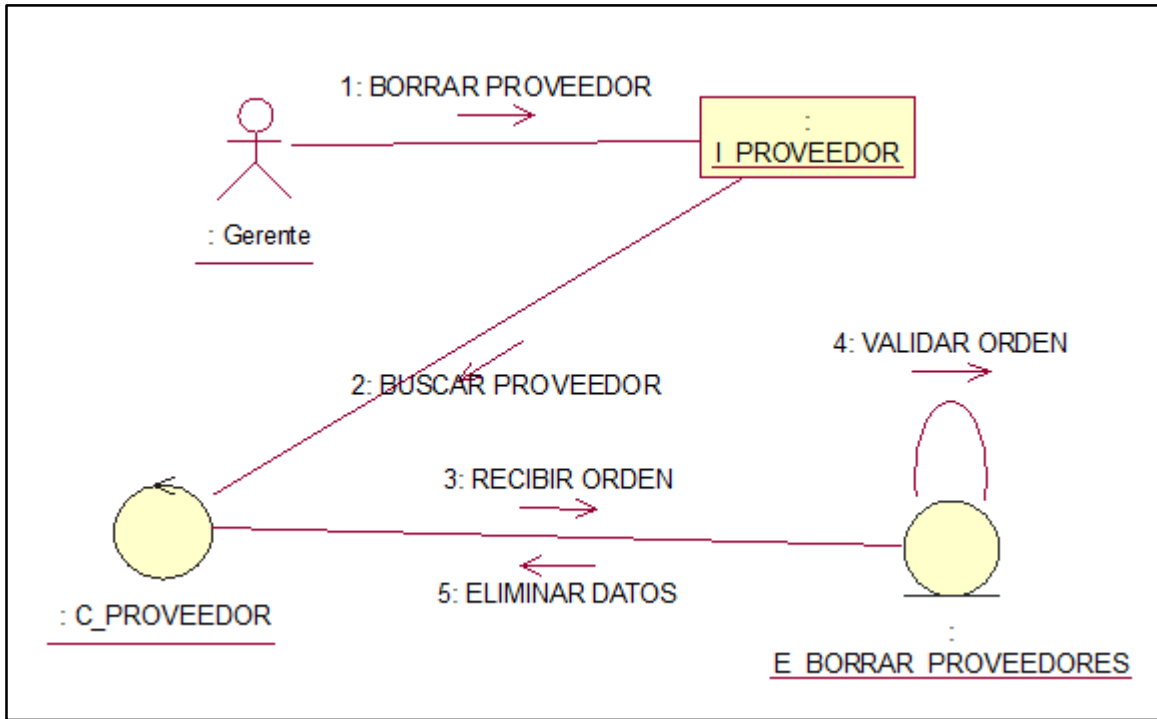 1: BORRAR PROVEEDOR
:
I_PROVEEDOR
: Gerente
4: VALIDAR ORDEN
2: BUSCAR PROVEEDOR
3: RECIBIR ORDEN
5: ELIMINAR DATOS
: C_PROVEEDOR
:
E_BORRAR_PROVEEDORES